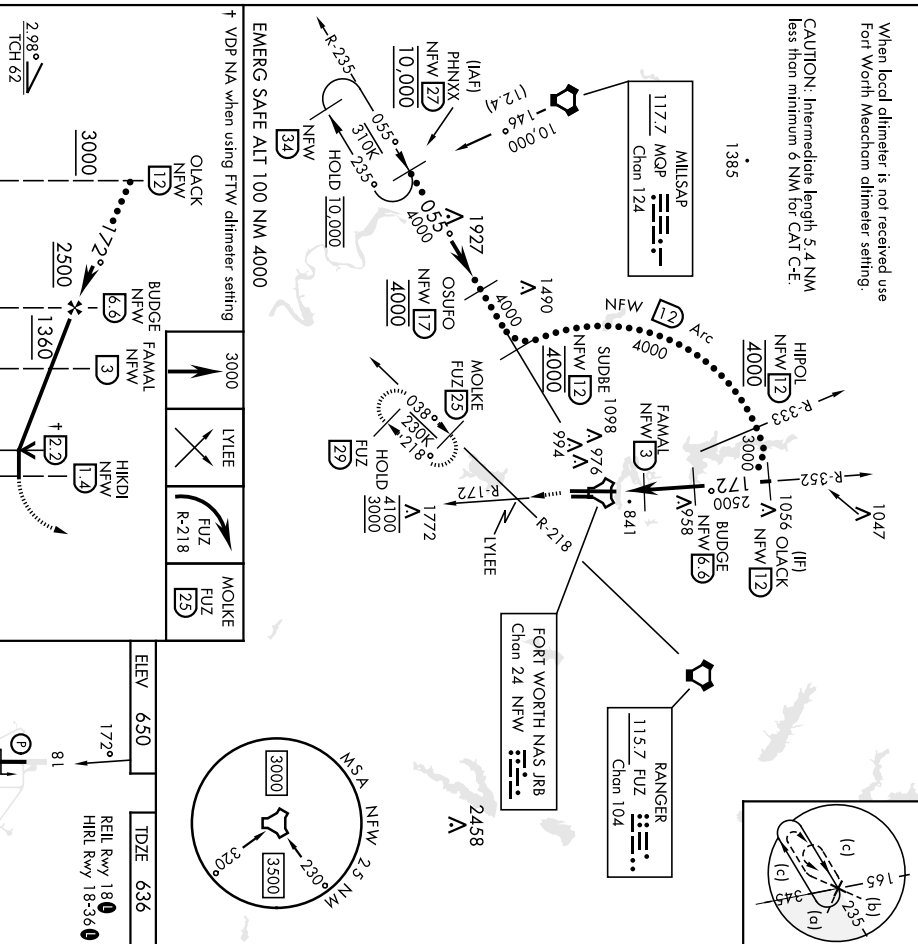 When local altimeter is not received use
Fort Worth Meacham altimeter setting.
CAUTION: Intermediate length 5.4 NM
less than minimum 6 NM for CAT C-E.
1385
MILLSAP
117.7 MQP
Chan 124
10,000
146°
(12.4)
(IAF)
PHNXX
NFW 27
10,000
R-235
055°
310K
235°
HOLD 10,000
NFW
34
055°
4000
1927
OSUFO
NFW 17
4000
1490
4000
NFW 12 Arc
4000
HIPOL
NFW 12
4000
R-333
3000
R-352
1047
(IF)
1056 OLACK
NFW 12
172°
2500
BUDGE
NFW 6.6
958
FAMAL
NFW 3
841
SUDBE
NFW 12
4000
1098
976
994
MOLKE
FUZ 25
038°
230K
218°
FUZ
29
HOLD 4100
3000
R-172
1772
R-218
LYLEE
FORT WORTH NAS JRB
Chan 24 NFW
RANGER
115.7 FUZ
Chan 104
2458
165
345
235
(a)
(b)
(c)
(c)
EMERG SAFE ALT 100 NM 4000
MSA NFW 25 NM
3000
3500
230°
320°
† VDP NA when using FTW altimeter setting
3000
LYLEE
FUZ
R-218
MOLKE
FUZ
25
OLACK
NFW
12
BUDGE
NFW
6.6
FAMAL
NFW
3
HIKDI
NFW
1.4
† 2.2
3000
172°
2500
1360
2.98°
TCH 62
ELEV 650
TDZE 636
172°
18
P
REIL Rwy 18 L
HIRL Rwy 18-36 L